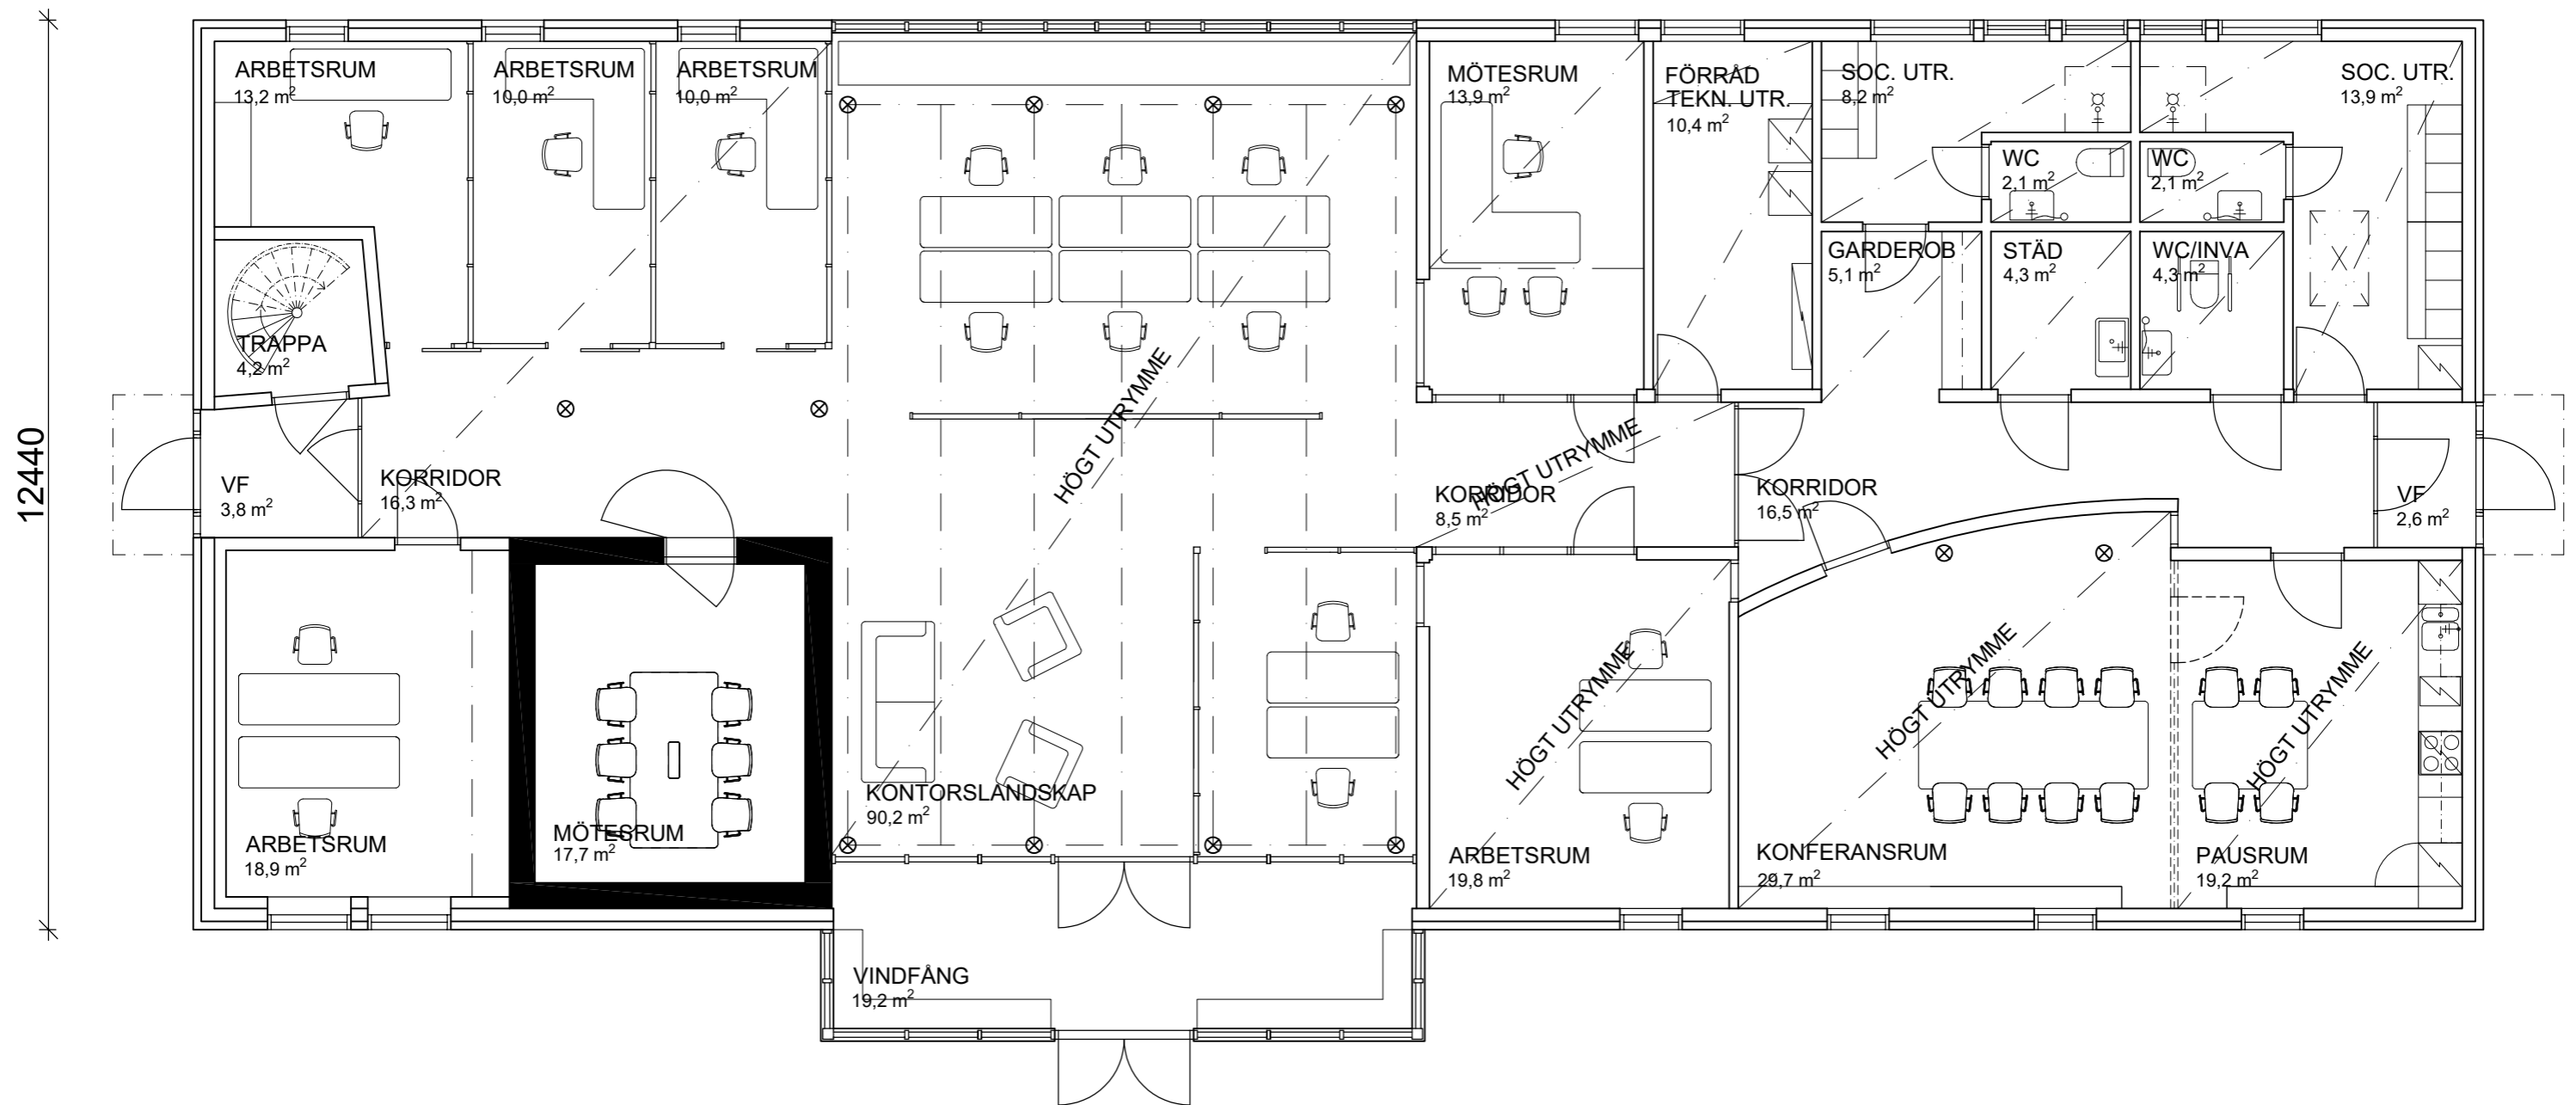 ARBETSRUM
13,2 m²
ARBETSRUM
10,0 m²
ARBETSRUM
10,0 m²
MÖTESRUM
13,9 m²
FÖRRÅD
TEKN. UTR.
10,4 m²
SOC. UTR.
8,2 m²
SOC. UTR.
13,9 m²
WC
2,1 m²
WC
2,1 m²
GARDEROB
5,1 m²
STÄD
4,3 m²
WC/INVA
4,3 m²
TRAPPA
4,2 m²
HÖGT UTRYMME
12440
VF
3,8 m²
KORRIDOR
16,3 m²
KORRIDOR
8,5 m²
HÖGT UTRYMME
KORRIDOR
16,5 m²
VF
2,6 m²
HÖGT UTRYMME
HÖGT UTRYMME
HÖGT UTRYMME
ARBETSRUM
18,9 m²
MÖTESRUM
17,7 m²
KONTORSLANDSKAP
90,2 m²
ARBETSRUM
19,8 m²
KONFERANSRUM
29,7 m²
PAUSRUM
19,2 m²
VINDFÅNG
19,2 m²